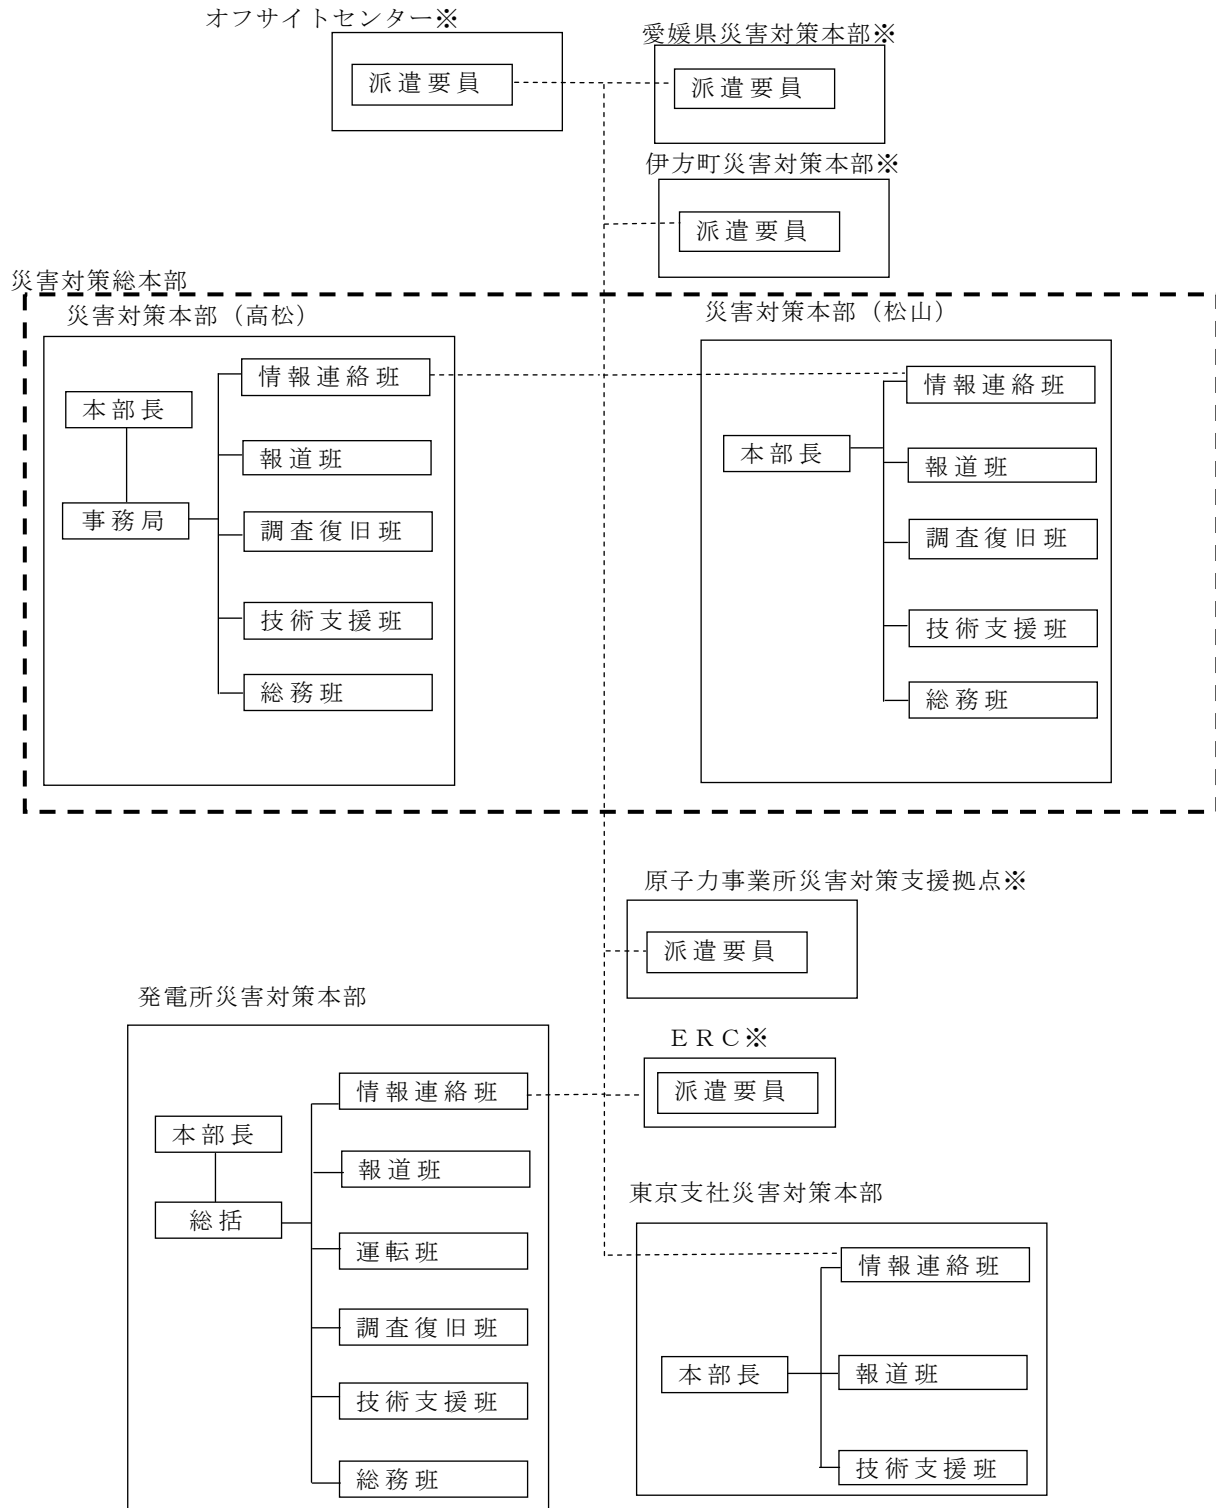 オフサイトセンター※
派遣要員
愛媛県災害対策本部※
派遣要員
伊方町災害対策本部※
派遣要員
災害対策総本部
災害対策本部（高松）
本部長
事務局
情報連絡班
報道班
調査復旧班
技術支援班
総務班
災害対策本部（松山）
本部長
情報連絡班
報道班
調査復旧班
技術支援班
総務班
原子力事業所災害対策支援拠点※
派遣要員
発電所災害対策本部
本部長
総括
情報連絡班
報道班
運転班
調査復旧班
技術支援班
総務班
ＥＲＣ※
派遣要員
東京支社災害対策本部
本部長
情報連絡班
報道班
技術支援班